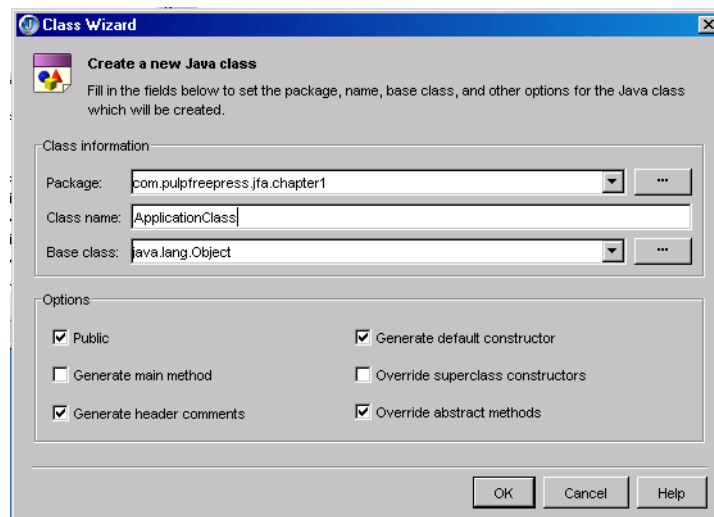 Class Wizard
Create a new Java class
Fill in the fields below to set the package, name, base class, and other options for the Java class
which will be created.
Class information
Package: com.pulpfreepress.jfa.chapter1 ...
Class name: ApplicationClass
Base class: java.lang.Object ...
Options
Public Generate default constructor
Generate main method Override superclass constructors
Generate header comments Override abstract methods
OK Cancel Help